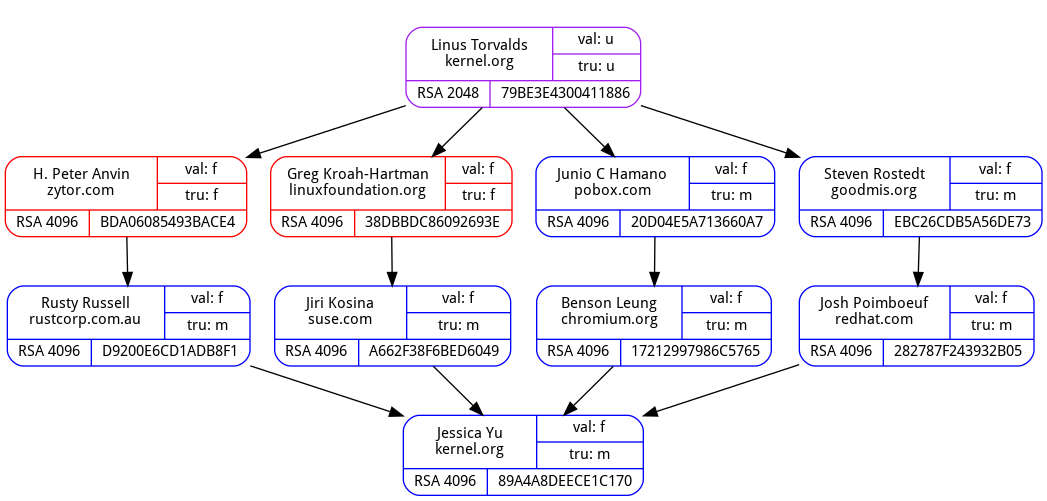 Linus Torvalds
kernel.org
val: u
tru: u
RSA 2048
79BE3E4300411886
H. Peter Anvin
zytor.com
val: f
tru: f
RSA 4096
BDA06085493BACE4
Greg Kroah-Hartman
linuxfoundation.org
val: f
tru: f
RSA 4096
38DBBDC86092693E
Junio C Hamano
pobox.com
val: f
tru: m
RSA 4096
20D04E5A713660A7
Steven Rostedt
goodmis.org
val: f
tru: m
RSA 4096
EBC26CDB5A56DE73
Rusty Russell
rustcorp.com.au
val: f
tru: m
RSA 4096
D9200E6CD1ADB8F1
Jiri Kosina
suse.com
val: f
tru: m
RSA 4096
A662F38F6BED6049
Benson Leung
chromium.org
val: f
tru: m
RSA 4096
17212997986C5765
Josh Poimboeuf
redhat.com
val: f
tru: m
RSA 4096
282787F243932B05
Jessica Yu
kernel.org
val: f
tru: m
RSA 4096
89A4A8DEECE1C170